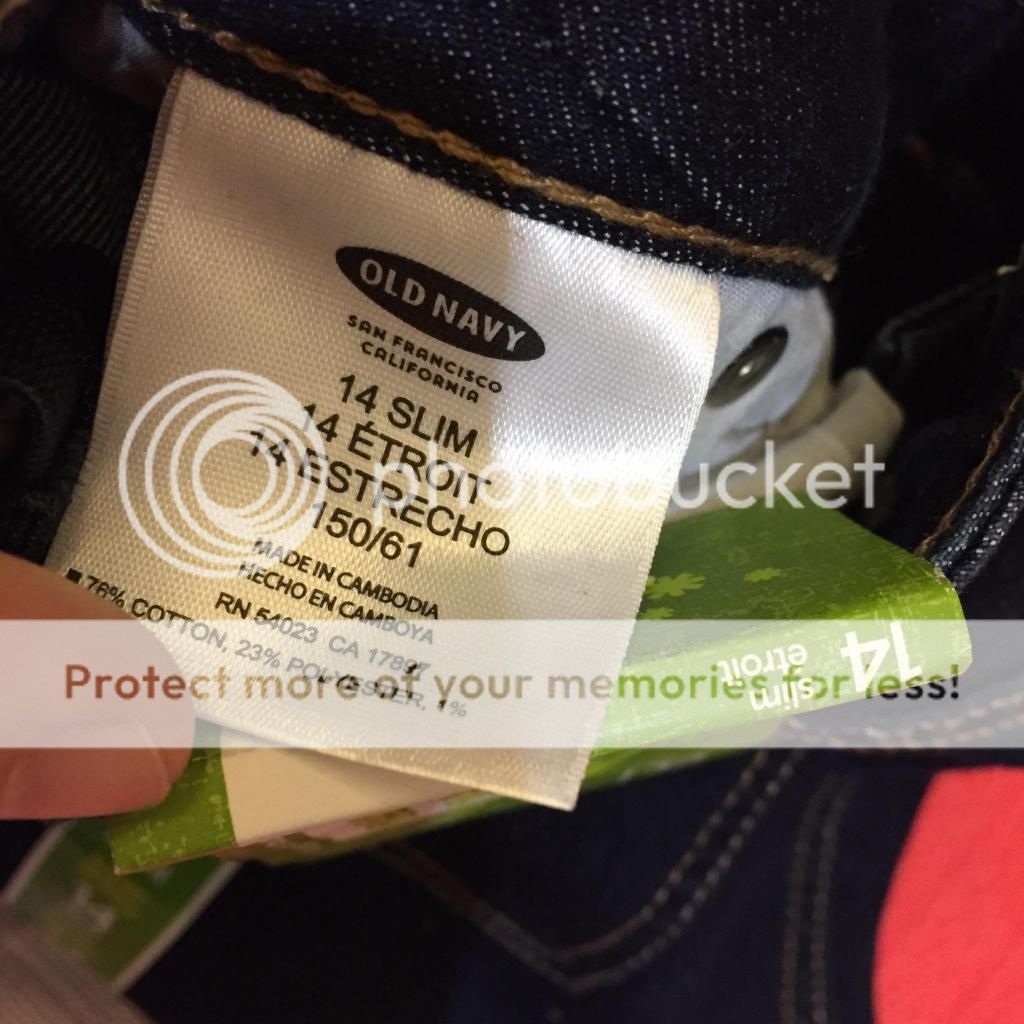 OLD NAVY
SAN FRANCISCO
CALIFORNIA
14 SLIM
14 ÉTROIT
14 ESTRECHO
150/61
MADE IN CAMBODIA
HECHO EN CAMBOYA
RN 54023 CA 17897
76% COTTON, 23% POLYESTER, 1%
photobucket
14
slim
étroit
Protect more of your memories for less!